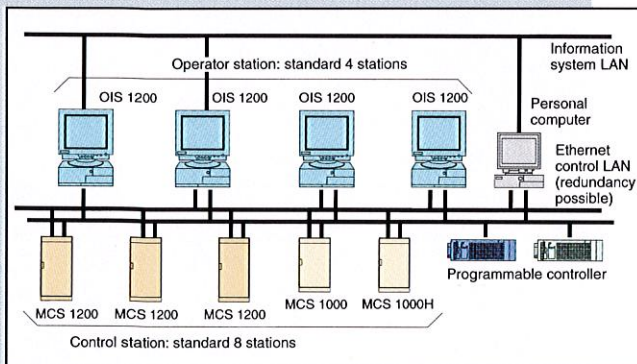 Information
system LAN
Operator station: standard 4 stations
OIS 1200
OIS 1200
OIS 1200
OIS 1200
Personal
computer
Ethernet
control LAN
(redundancy
possible)
Programmable controller
MCS 1200
MCS 1200
MCS 1200
MCS 1000
MCS 1000H
Control station: standard 8 stations